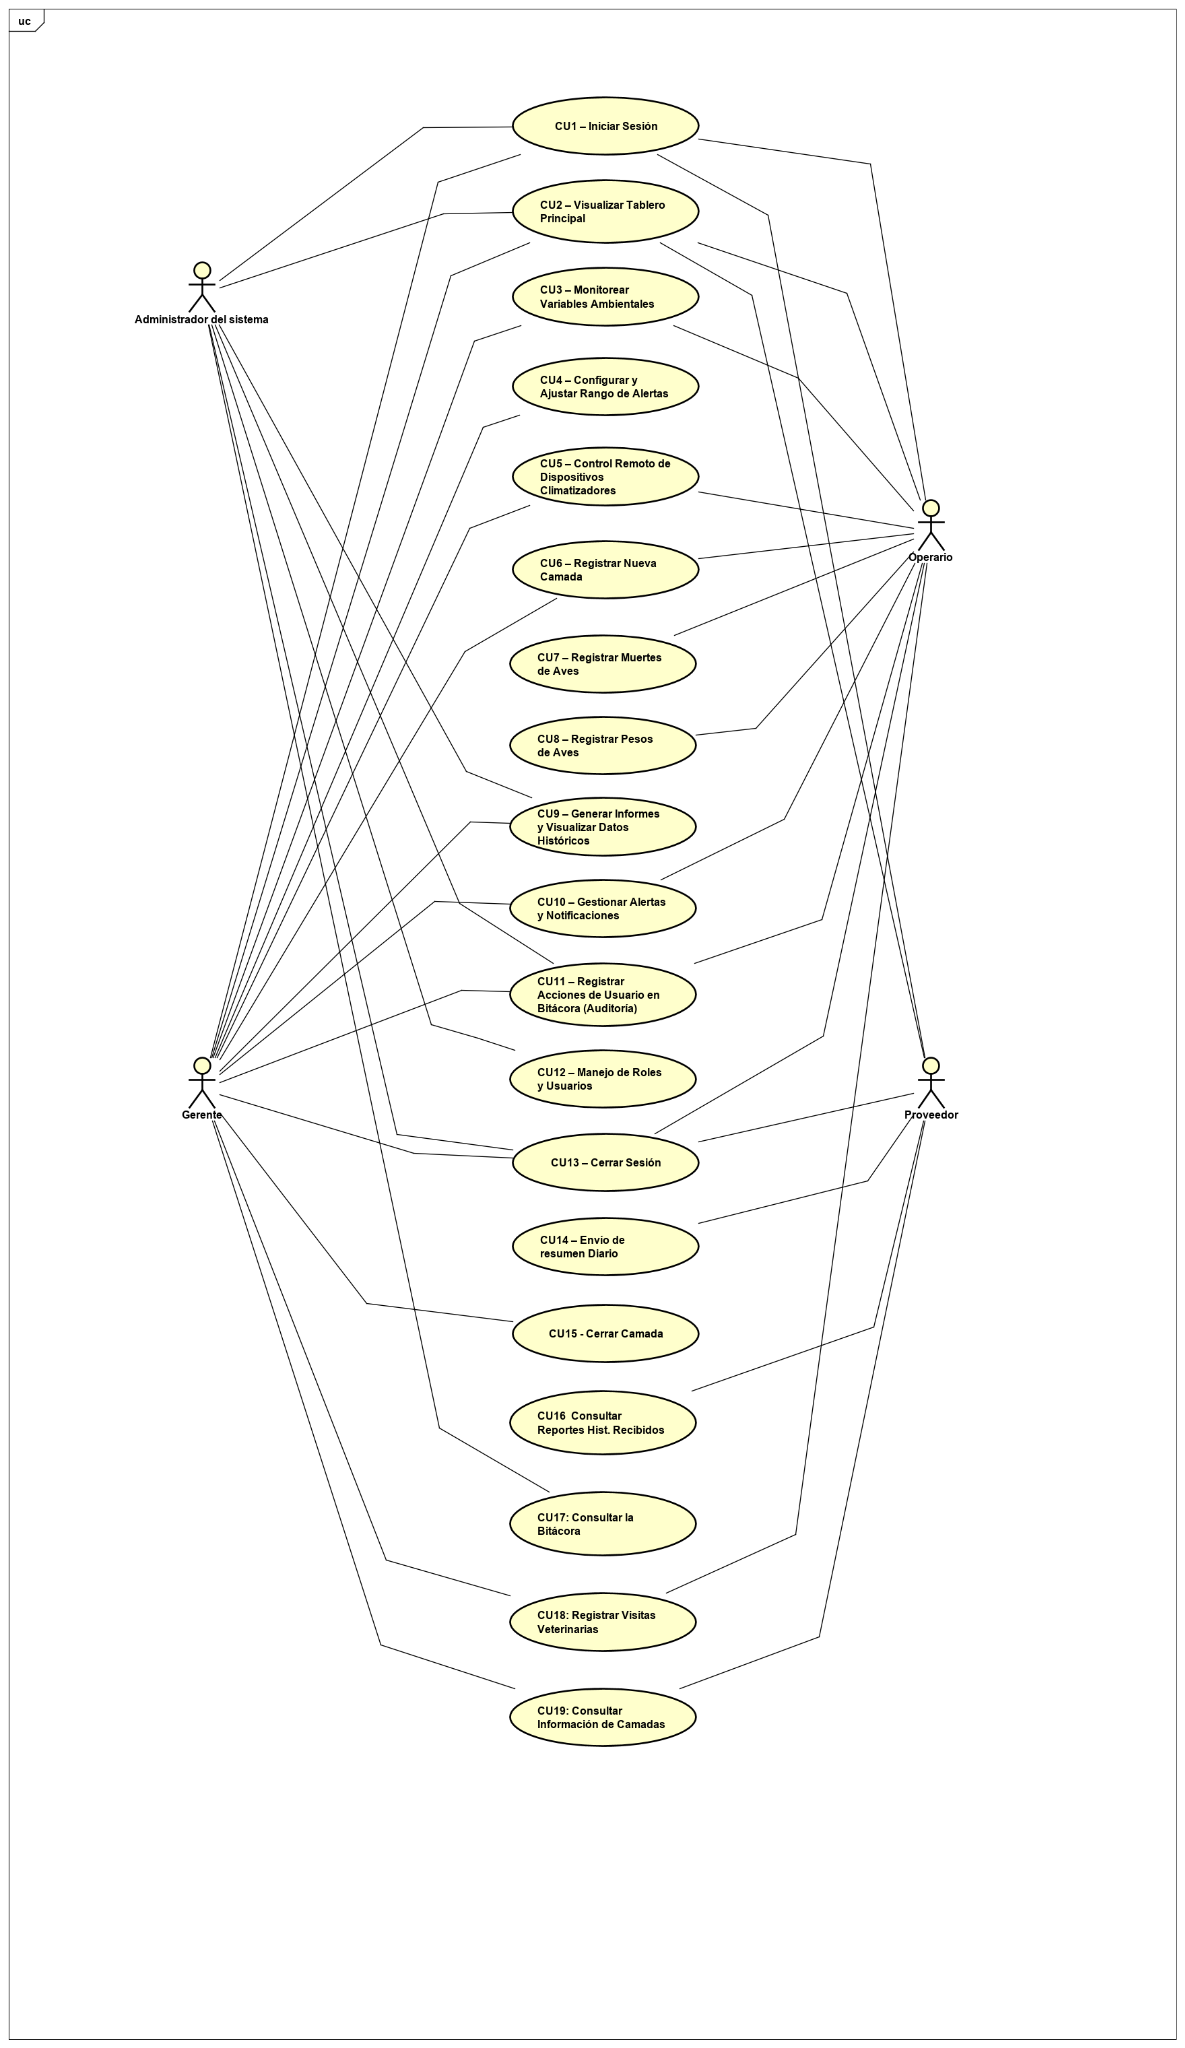 uc
CU1 – Iniciar Sesión
CU2 – Visualizar Tablero
Principal
CU3 – Monitorear
Variables Ambientales
Administrador del sistema
CU4 – Configurar y
Ajustar Rango de Alertas
CU5 – Control Remoto de
Dispositivos
Climatizadores
Operario
CU6 – Registrar Nueva
Camada
CU7 – Registrar Muertes
de Aves
CU8 – Registrar Pesos
de Aves
CU9 – Generar Informes
y Visualizar Datos
Históricos
CU10 – Gestionar Alertas
y Notificaciones
CU11 – Registrar
Acciones de Usuario en
Bitácora (Auditoría)
CU12 – Manejo de Roles
y Usuarios
Gerente
Proveedor
CU13 – Cerrar Sesión
CU14 – Envío de
resumen Diario
CU15 - Cerrar Camada
CU16  Consultar
Reportes Hist. Recibidos
CU17: Consultar la
Bitácora
CU18: Registrar Visitas
Veterinarias
CU19: Consultar
Información de Camadas